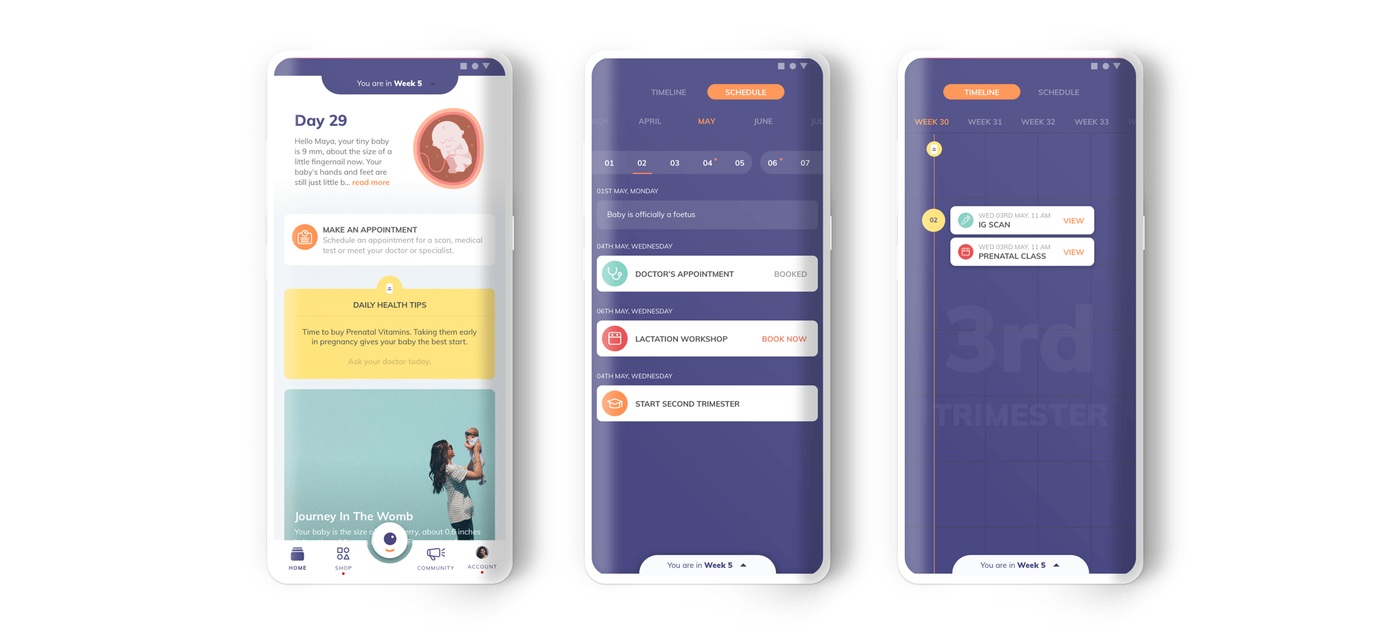 You are in Week 5
Day 29
Hello Maya, your tiny baby
is 9 mm, about the size of a
little fingernail now. Your
baby's hands and feet are
still just little b... read more
MAKE AN APPOINTMENT
Schedule an appointment for a scan, medical
test or meet your doctor or specialist.
DAILY HEALTH TIPS
Time to buy Prenatal Vitamins. Taking them early
in pregnancy gives your baby the best start.
Ask your doctor today.
Journey In The Womb
Your baby is the size of erry, about 0.6 inches
HOME
SHOP
COMMUNITY
ACCOUNT
TIMELINE
SCHEDULE
APRIL
MAY
JUNE
01
02
03
04
05
06
07
01ST MAY, MONDAY
Baby is officially a foetus
04TH MAY, WEDNESDAY
DOCTOR'S APPOINTMENT
BOOKED
06TH MAY, WEDNESDAY
LACTATION WORKSHOP
BOOK NOW
04TH MAY, WEDNESDAY
START SECOND TRIMESTER
You are in Week 5
TIMELINE
SCHEDULE
WEEK 30
WEEK 31
WEEK 32
WEEK 33
02
WED 03RD MAY, 11 AM
IG SCAN
VIEW
WED 03RD MAY, 11 AM
PRENATAL CLASS
VIEW
3rd
TRIMESTER
You are in Week 5